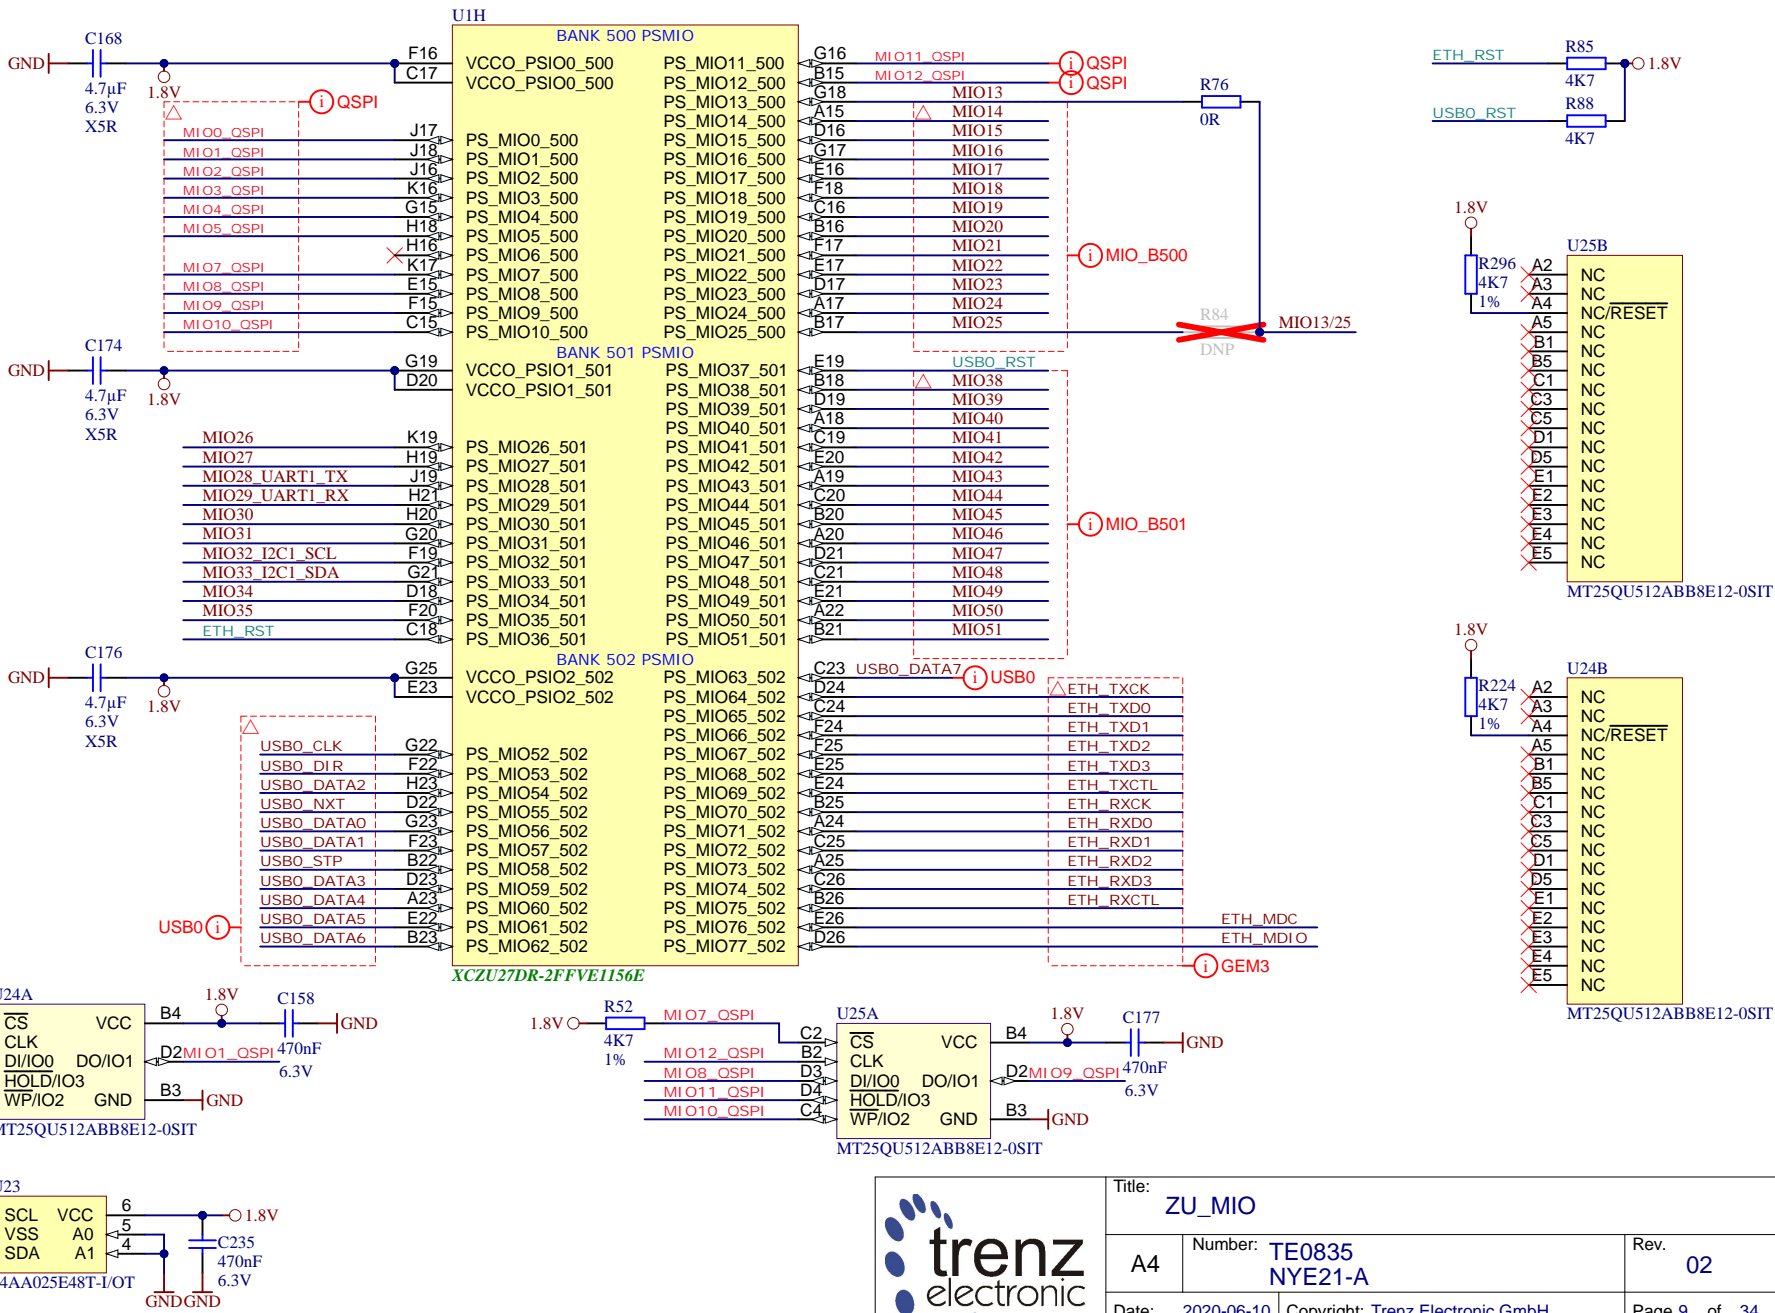 U1H
BANK 500 PSMIO
C168
GND
4.7µF
6.3V
X5R
1.8V
F16 VCCO_PSIO0_500
C17 VCCO_PSIO0_500
QSPI
MIO0_QSPI J17 PS_MIO0_500
MIO1_QSPI J18 PS_MIO1_500
MIO2_QSPI J16 PS_MIO2_500
MIO3_QSPI K16 PS_MIO3_500
MIO4_QSPI G15 PS_MIO4_500
MIO5_QSPI H18 PS_MIO5_500
H16 PS_MIO6_500
MIO7_QSPI K17 PS_MIO7_500
MIO8_QSPI E15 PS_MIO8_500
MIO9_QSPI F15 PS_MIO9_500
MIO10_QSPI C15 PS_MIO10_500
PS_MIO11_500 G16 MIO11_QSPI QSPI
PS_MIO12_500 B15 MIO12_QSPI QSPI
PS_MIO13_500 G18 MIO13
PS_MIO14_500 A15 MIO14
PS_MIO15_500 D16 MIO15
PS_MIO16_500 G17 MIO16
PS_MIO17_500 E16 MIO17
PS_MIO18_500 F18 MIO18
PS_MIO19_500 C16 MIO19
PS_MIO20_500 B16 MIO20
PS_MIO21_500 F17 MIO21
PS_MIO22_500 E17 MIO22
PS_MIO23_500 D17 MIO23
PS_MIO24_500 A17 MIO24
PS_MIO25_500 B17 MIO25
MIO_B500
R76
0R
R84
DNP
MIO13/25
BANK 501 PSMIO
C174
GND
4.7µF
6.3V
X5R
1.8V
G19 VCCO_PSIO1_501
D20 VCCO_PSIO1_501
MIO26 K19 PS_MIO26_501
MIO27 H19 PS_MIO27_501
MIO28_UART1_TX J19 PS_MIO28_501
MIO29_UART1_RX H21 PS_MIO29_501
MIO30 H20 PS_MIO30_501
MIO31 G20 PS_MIO31_501
MIO32_I2C1_SCL F19 PS_MIO32_501
MIO33_I2C1_SDA G21 PS_MIO33_501
MIO34 D18 PS_MIO34_501
MIO35 F20 PS_MIO35_501
ETH_RST C18 PS_MIO36_501
PS_MIO37_501 E19 USB0_RST
PS_MIO38_501 B18 MIO38
PS_MIO39_501 D19 MIO39
PS_MIO40_501 A18 MIO40
PS_MIO41_501 C19 MIO41
PS_MIO42_501 E20 MIO42
PS_MIO43_501 A19 MIO43
PS_MIO44_501 C20 MIO44
PS_MIO45_501 B20 MIO45
PS_MIO46_501 A20 MIO46
PS_MIO47_501 D21 MIO47
PS_MIO48_501 C21 MIO48
PS_MIO49_501 E21 MIO49
PS_MIO50_501 A22 MIO50
PS_MIO51_501 B21 MIO51
MIO_B501
BANK 502 PSMIO
C176
GND
4.7µF
6.3V
X5R
1.8V
G25 VCCO_PSIO2_502
E23 VCCO_PSIO2_502
USB0_CLK G22 PS_MIO52_502
USB0_DIR F22 PS_MIO53_502
USB0_DATA2 H23 PS_MIO54_502
USB0_NXT D22 PS_MIO55_502
USB0_DATA0 G23 PS_MIO56_502
USB0_DATA1 F23 PS_MIO57_502
USB0_STP B22 PS_MIO58_502
USB0_DATA3 D23 PS_MIO59_502
USB0_DATA4 A23 PS_MIO60_502
USB0_DATA5 E22 PS_MIO61_502
USB0_DATA6 B23 PS_MIO62_502
USB0
PS_MIO63_502 C23 USB0_DATA7 USB0
PS_MIO64_502 D24 ETH_TXCK
PS_MIO65_502 C24 ETH_TXD0
PS_MIO66_502 F24 ETH_TXD1
PS_MIO67_502 F25 ETH_TXD2
PS_MIO68_502 E25 ETH_TXD3
PS_MIO69_502 E24 ETH_TXCTL
PS_MIO70_502 B25 ETH_RXCK
PS_MIO71_502 A24 ETH_RXD0
PS_MIO72_502 C25 ETH_RXD1
PS_MIO73_502 A25 ETH_RXD2
PS_MIO74_502 C26 ETH_RXD3
PS_MIO75_502 B26 ETH_RXCTL
PS_MIO76_502 E26 ETH_MDC
PS_MIO77_502 D26 ETH_MDIO
GEM3
XCZU27DR-2FFVE1156E
ETH_RST R85 1.8V
4K7
USB0_RST R88
4K7
1.8V
R296
4K7
1%
U25B
A2 NC
A3 NC
A4 NC/RESET
A5 NC
B1 NC
B5 NC
C1 NC
C3 NC
C5 NC
D1 NC
D5 NC
E1 NC
E2 NC
E3 NC
E4 NC
E5 NC
MT25QU512ABB8E12-0SIT
1.8V
R224
4K7
1%
U24B
A2 NC
A3 NC
A4 NC/RESET
A5 NC
B1 NC
B5 NC
C1 NC
C3 NC
C5 NC
D1 NC
D5 NC
E1 NC
E2 NC
E3 NC
E4 NC
E5 NC
MT25QU512ABB8E12-0SIT
U24A
CS VCC B4 1.8V C158 GND
CLK
DI/IO0 DO/IO1 D2 MIO1_QSPI 470nF
HOLD/IO3 6.3V
WP/IO2 GND B3 GND
MT25QU512ABB8E12-0SIT
1.8V R52 MIO7_QSPI
4K7
1%
U25A
C2 CS VCC B4 1.8V C177 GND
MIO12_QSPI B2 CLK
MIO8_QSPI D3 DI/IO0 DO/IO1 D2 MIO9_QSPI 470nF
MIO11_QSPI D4 HOLD/IO3 6.3V
MIO10_QSPI C4 WP/IO2 GND B3 GND
MT25QU512ABB8E12-0SIT
U23
SCL VCC 6 1.8V
VSS A0 5
SDA A1 4
C235
470nF
6.3V
4AA025E48T-I/OT
GND GND
trenz
electronic
Title:
ZU_MIO
A4
Number: TE0835
NYE21-A
Rev.
02
Date: 2020-06-10 Copyright: Trenz Electronic GmbH Page 9 of 34